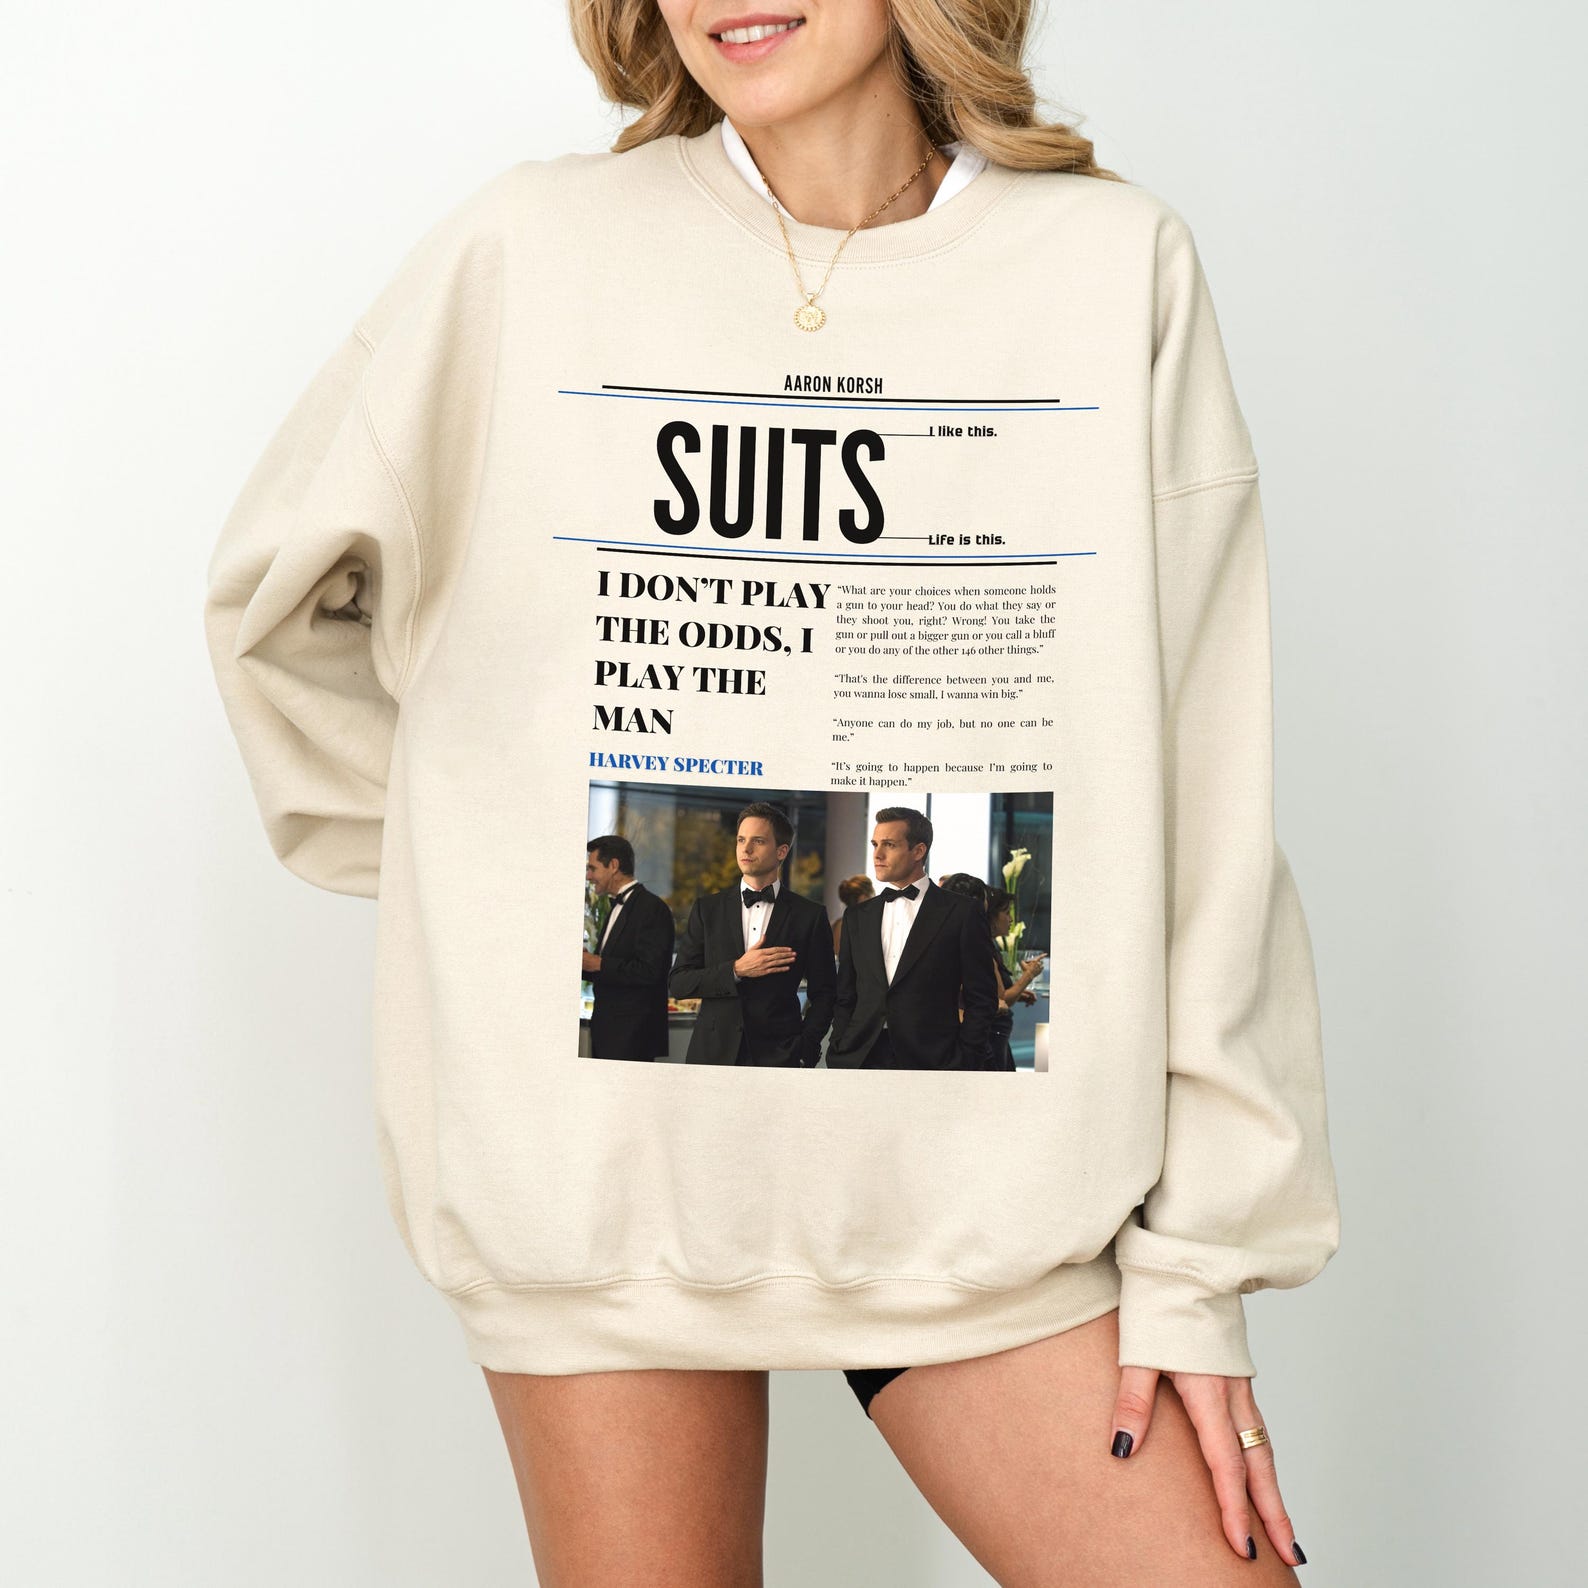 AARON KORSH
SUITS
I like this.
Life is this.
I DON'T PLAY
THE ODDS, I
PLAY THE
MAN
HARVEY SPECTER
“What are your choices when someone holds
a gun to your head? You do what they say or
they shoot you, right? Wrong! You take the
gun or pull out a bigger gun or you call a bluff
or you do any of the other 146 other things.”
“That's the difference between you and me,
you wanna lose small, I wanna win big.”
“Anyone can do my job, but no one can be
me.”
“It's going to happen because I'm going to
make it happen.”